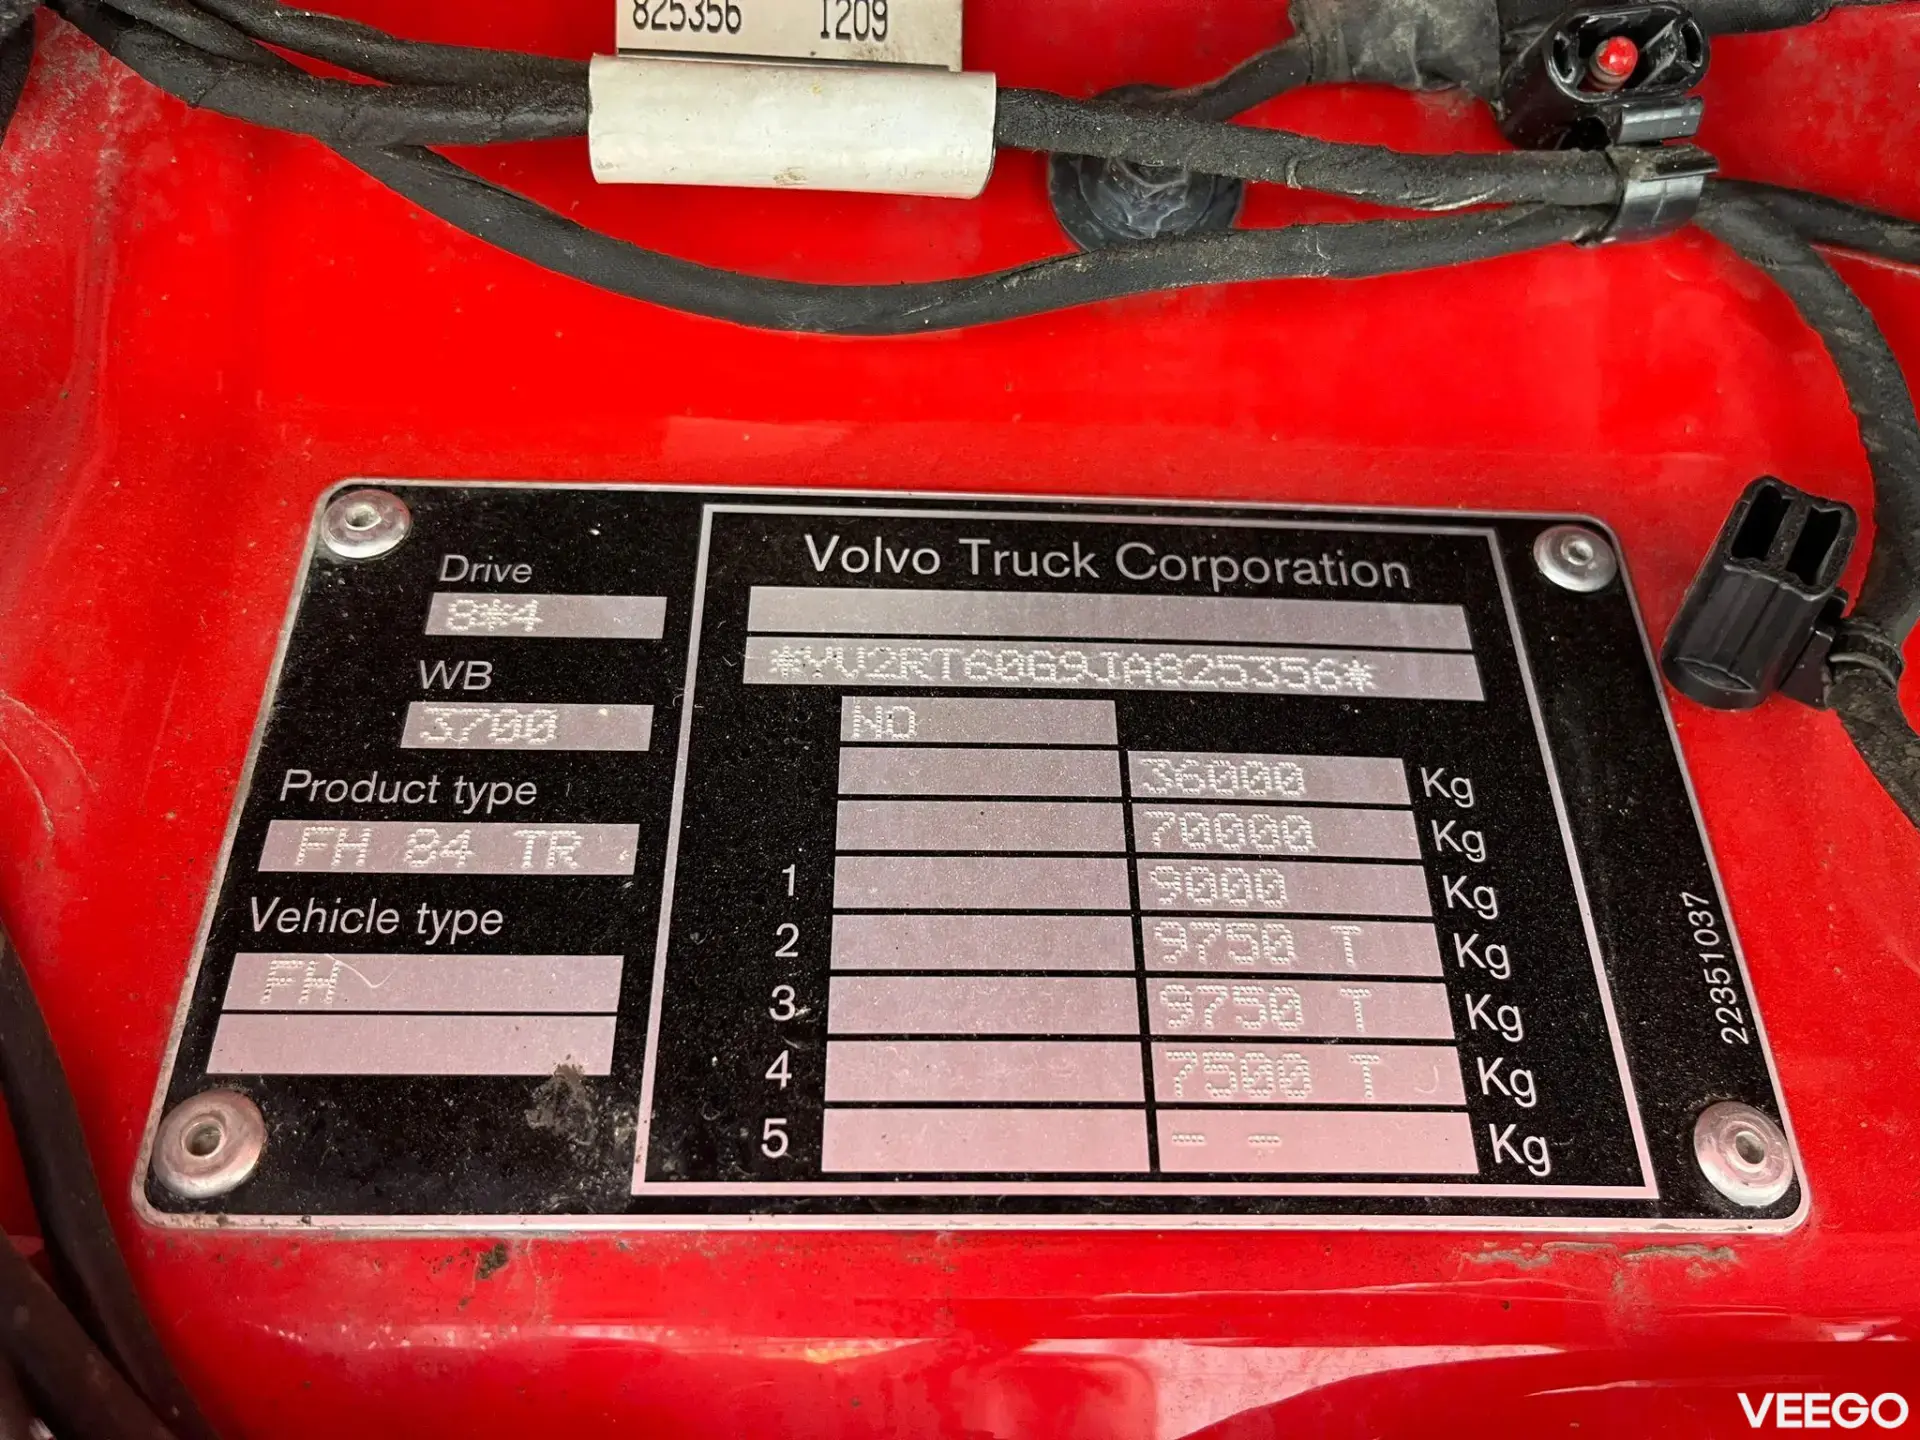 825356 1209
Drive
8*4
WB
3700
Product type
FH 84 TR
Vehicle type
FH
Volvo Truck Corporation
*YV2RT60G9JA825356*
NO
36000 Kg
70000 Kg
1 9000 Kg
2 9750 T Kg
3 9750 T Kg
4 7500 T Kg
5 - - Kg
22351037
VEEGO